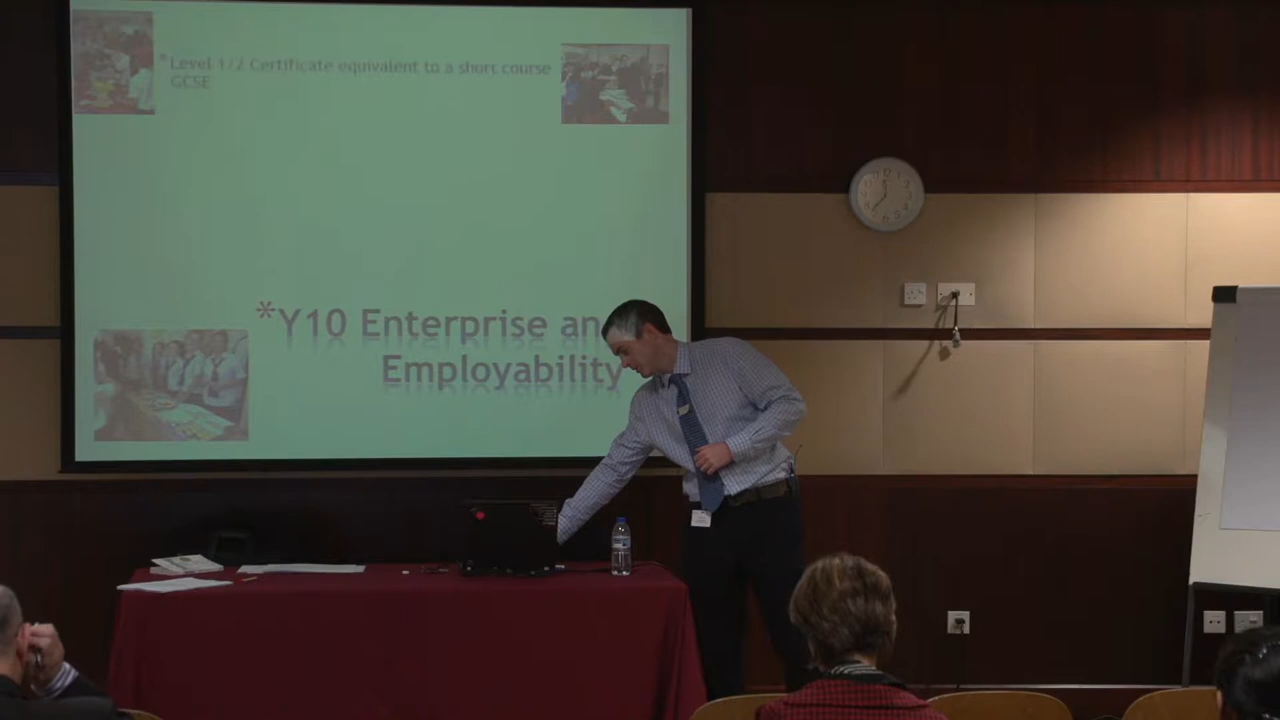 *Level 1/2 Certificate equivalent to a short course
GCSE
*Y10 Enterprise an
Employability